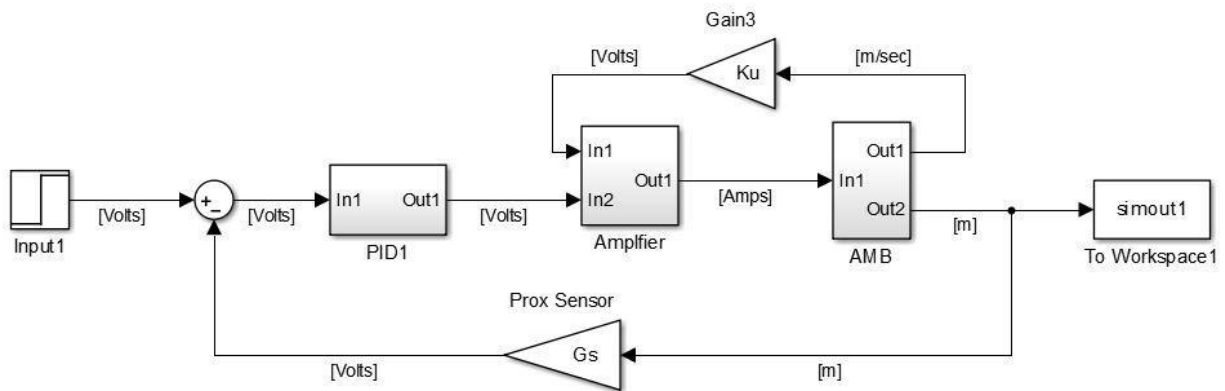 Gain3
[Volts]
Ku
[m/sec]
In1
In2
Out1
Amplfier
In1
Out1
Out2
AMB
[Amps]
Input1
[Volts]
+
−
[Volts]
In1
Out1
PID1
[Volts]
[m]
simout1
To Workspace1
Prox Sensor
Gs
[Volts]
[m]